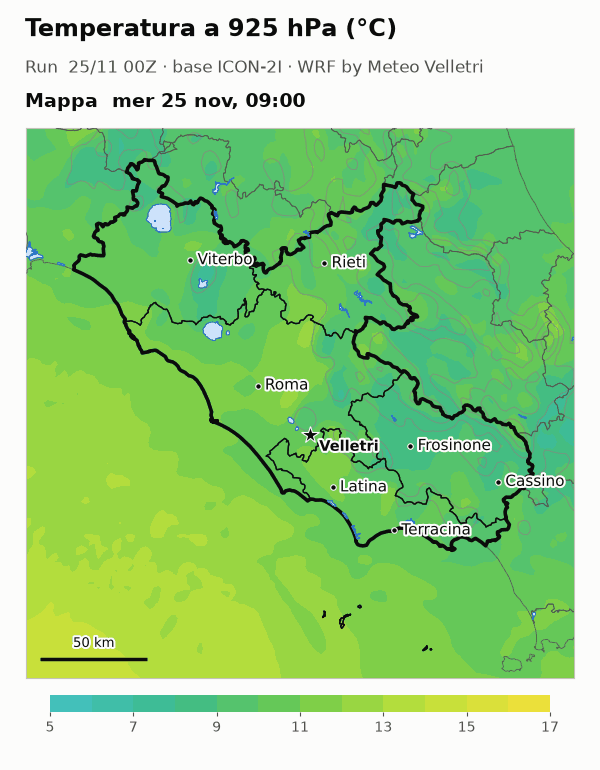 Temperatura a 925 hPa (°C)
Run  25/11 00Z · base ICON-2I · WRF by Meteo Velletri
Mappa  mer 25 nov, 09:00
Viterbo
Rieti
Roma
Velletri
Frosinone
Latina
Cassino
Terracina
50 km
5 7 9 11 13 15 17